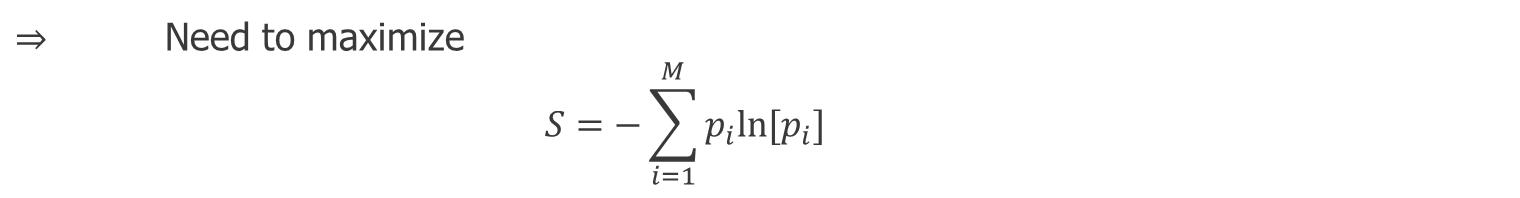 ⇒ Need to maximize
S = − ∑_{i=1}^{M} p_i ln[p_i]